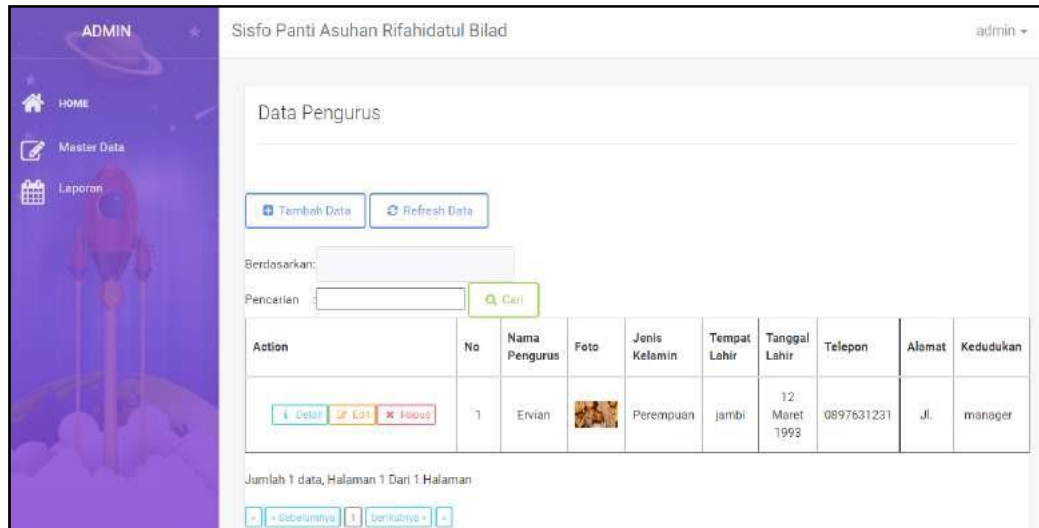 ADMIN
Sisfo Panti Asuhan Rifahidatul Bilad
admin
HOME
Master Data
Laporan
Data Pengurus
Tambah Data
Refresh Data
Berdasarkan:
Pencarian :
Cari
Action No Nama Pengurus Foto Jenis Kelamin Tempat Lahir Tanggal Lahir Telepon Alamat Kedudukan
Detail Edit Hapus 1 Ervian Perempuan jambi 12 Maret 1993 0897631231 Jl. manager
Jumlah 1 data, Halaman 1 Dari 1 Halaman
« « Sebelumnya 1 berikutnya » »